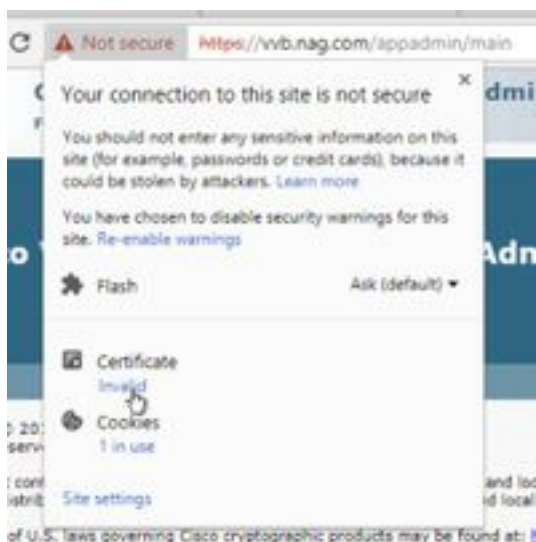 Not secure https://vvb.nag.com/appadmin/main
Your connection to this site is not secure
You should not enter any sensitive information on this
site (for example, passwords or credit cards), because it
could be stolen by attackers. Learn more
You have chosen to disable security warnings for this
site. Re-enable warnings
Flash Ask (default)
Certificate
Invalid
Cookies
1 in use
Site settings
of U.S. laws governing Cisco cryptographic products may be found at: